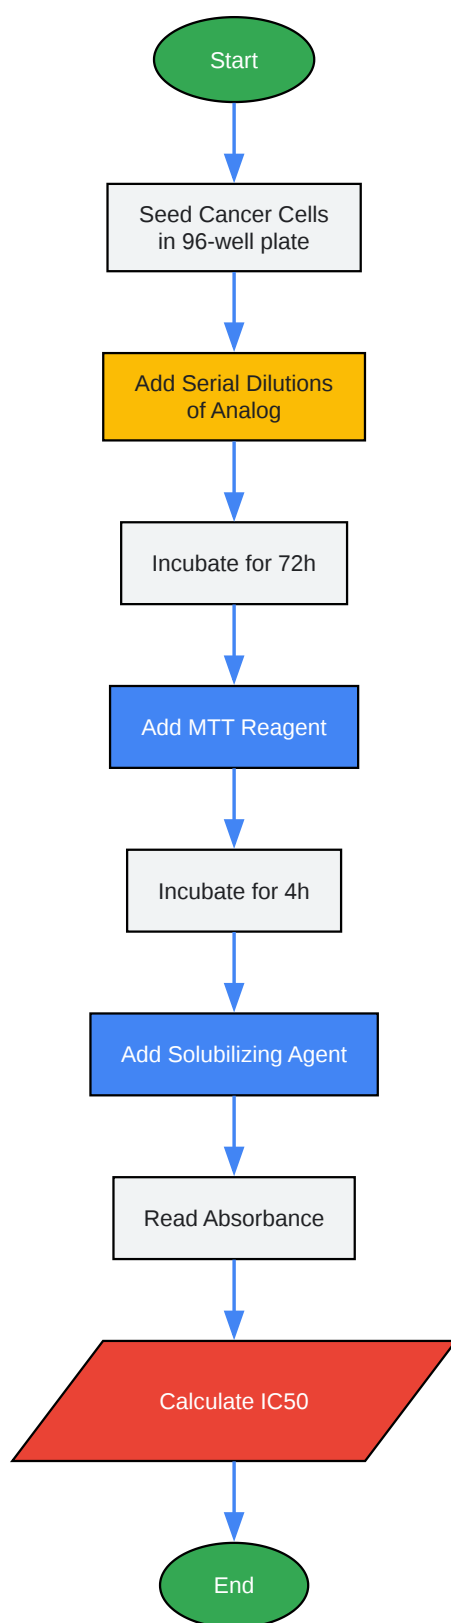 Start
Seed Cancer Cells
in 96-well plate
Add Serial Dilutions
of Analog
Incubate for 72h
Add MTT Reagent
Incubate for 4h
Add Solubilizing Agent
Read Absorbance
Calculate IC50
End